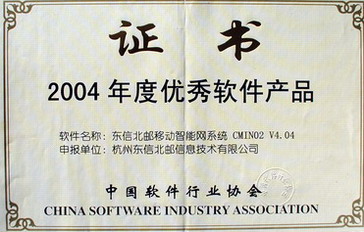 证书
2004 年度优秀软件产品
软件名称：东信北邮移动智能网系统 CMIN02 V4.04
申报单位：杭州东信北邮信息技术有限公司
中国软件行业协会
CHINA SOFTWARE INDUSTRY ASSOCIATION